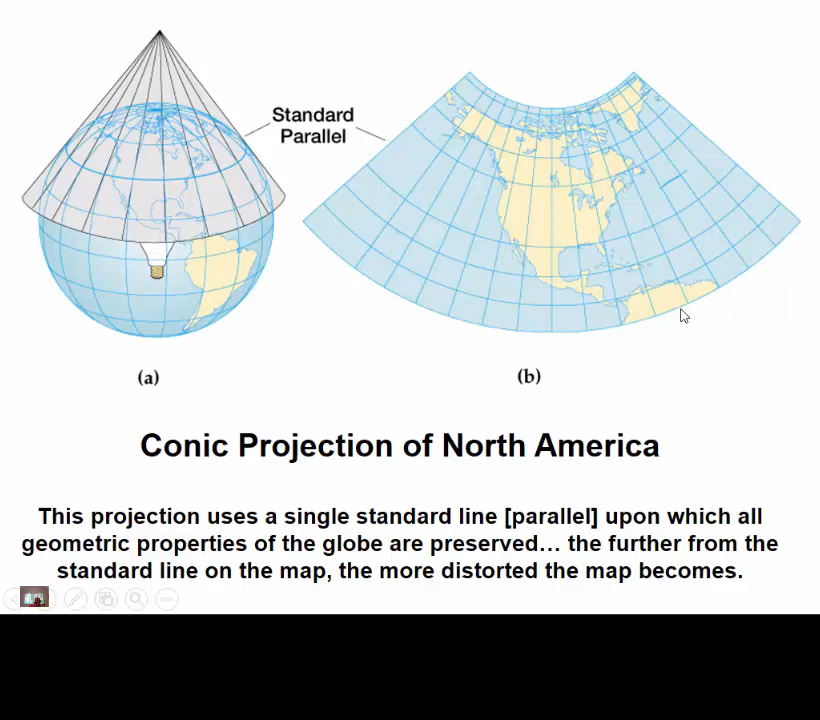 Standard
Parallel
(a)
(b)
Conic Projection of North America
This projection uses a single standard line [parallel] upon which all
geometric properties of the globe are preserved… the further from the
standard line on the map, the more distorted the map becomes.